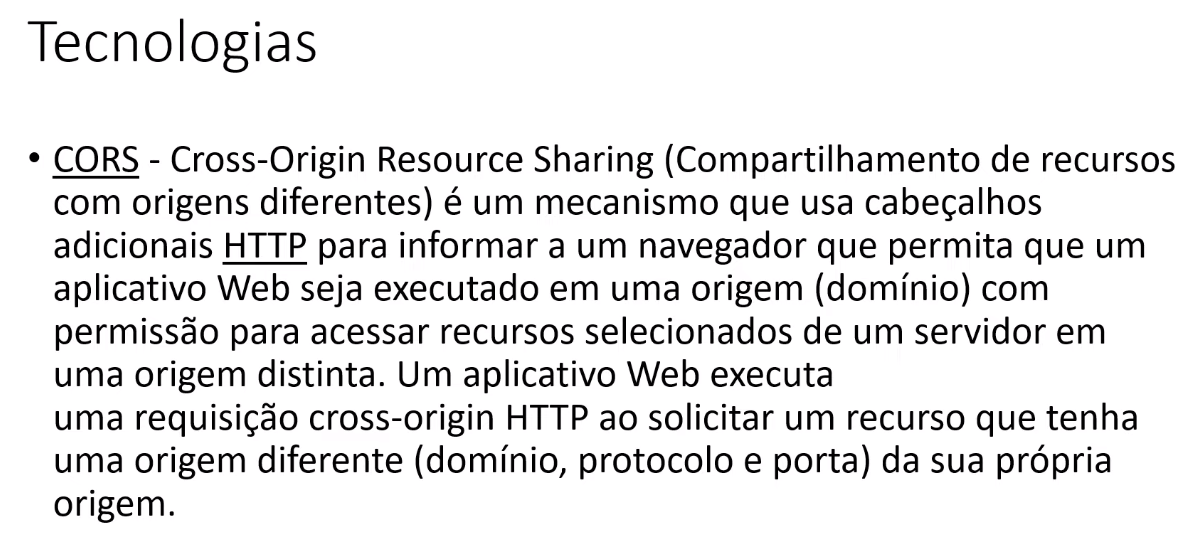 Tecnologias
• CORS - Cross-Origin Resource Sharing (Compartilhamento de recursos
com origens diferentes) é um mecanismo que usa cabeçalhos
adicionais HTTP para informar a um navegador que permita que um
aplicativo Web seja executado em uma origem (domínio) com
permissão para acessar recursos selecionados de um servidor em
uma origem distinta. Um aplicativo Web executa
uma requisição cross-origin HTTP ao solicitar um recurso que tenha
uma origem diferente (domínio, protocolo e porta) da sua própria
origem.